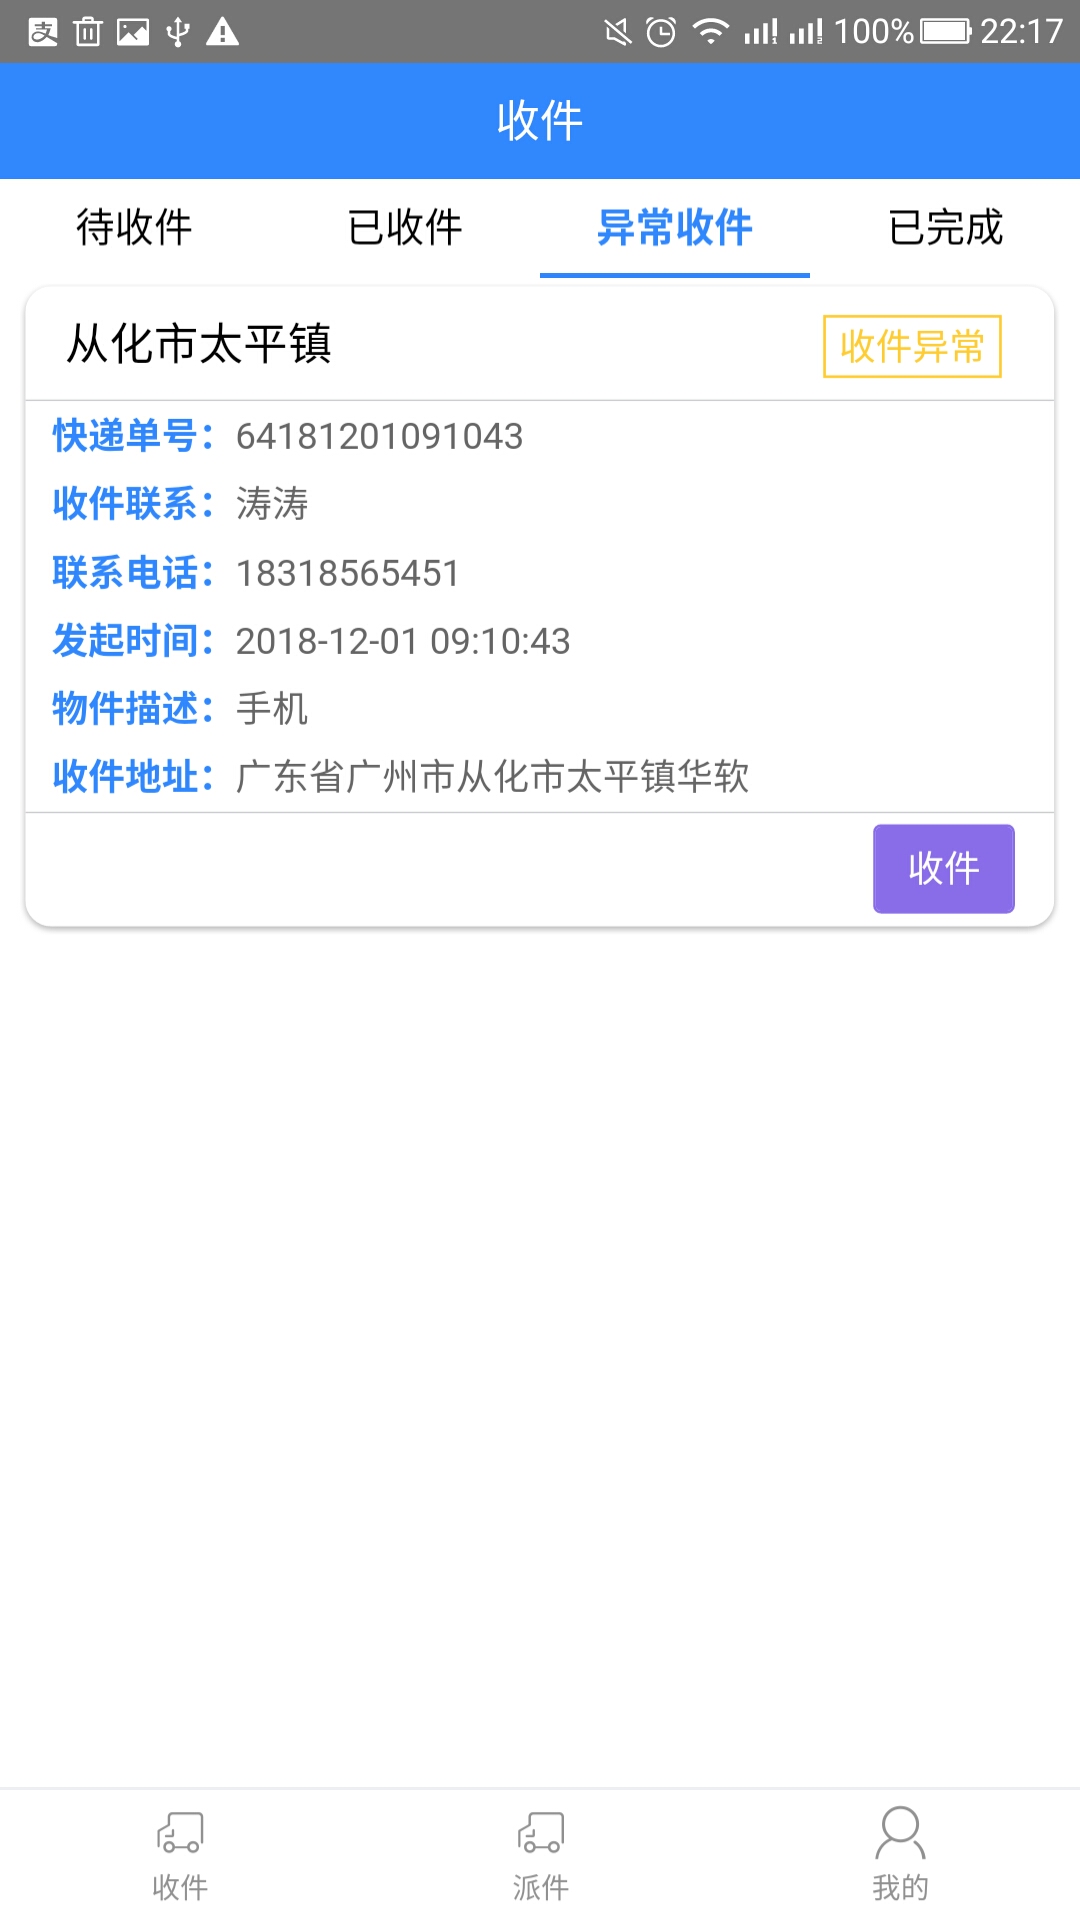 支 100% 22:17
收件
待收件 已收件 异常收件 已完成
从化市太平镇 收件异常
快递单号： 64181201091043
收件联系： 涛涛
联系电话： 18318565451
发起时间： 2018-12-01 09:10:43
物件描述： 手机
收件地址： 广东省广州市从化市太平镇华软
收件
收件 派件 我的